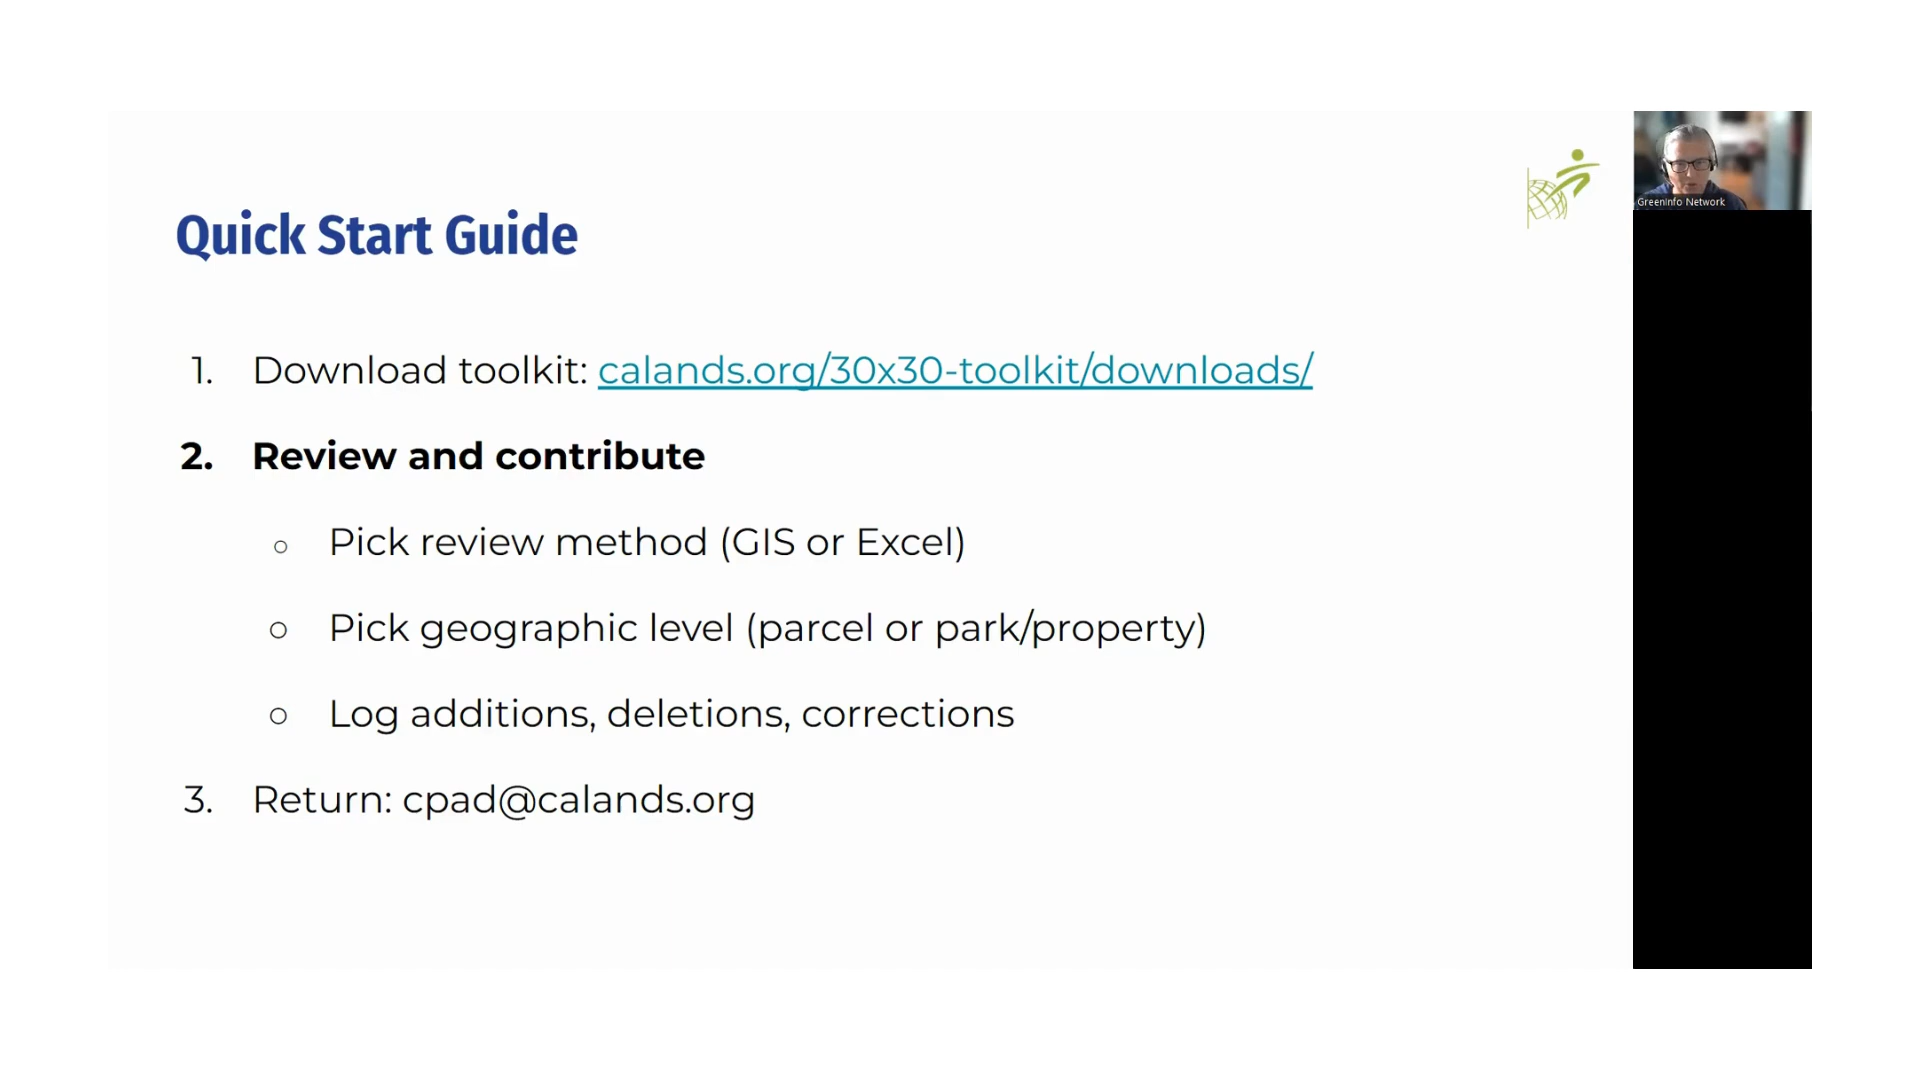 Quick Start Guide
1. Download toolkit: calands.org/30x30-toolkit/downloads/
2. Review and contribute
○ Pick review method (GIS or Excel)
○ Pick geographic level (parcel or park/property)
○ Log additions, deletions, corrections
3. Return: cpad@calands.org
GreenInfo Network